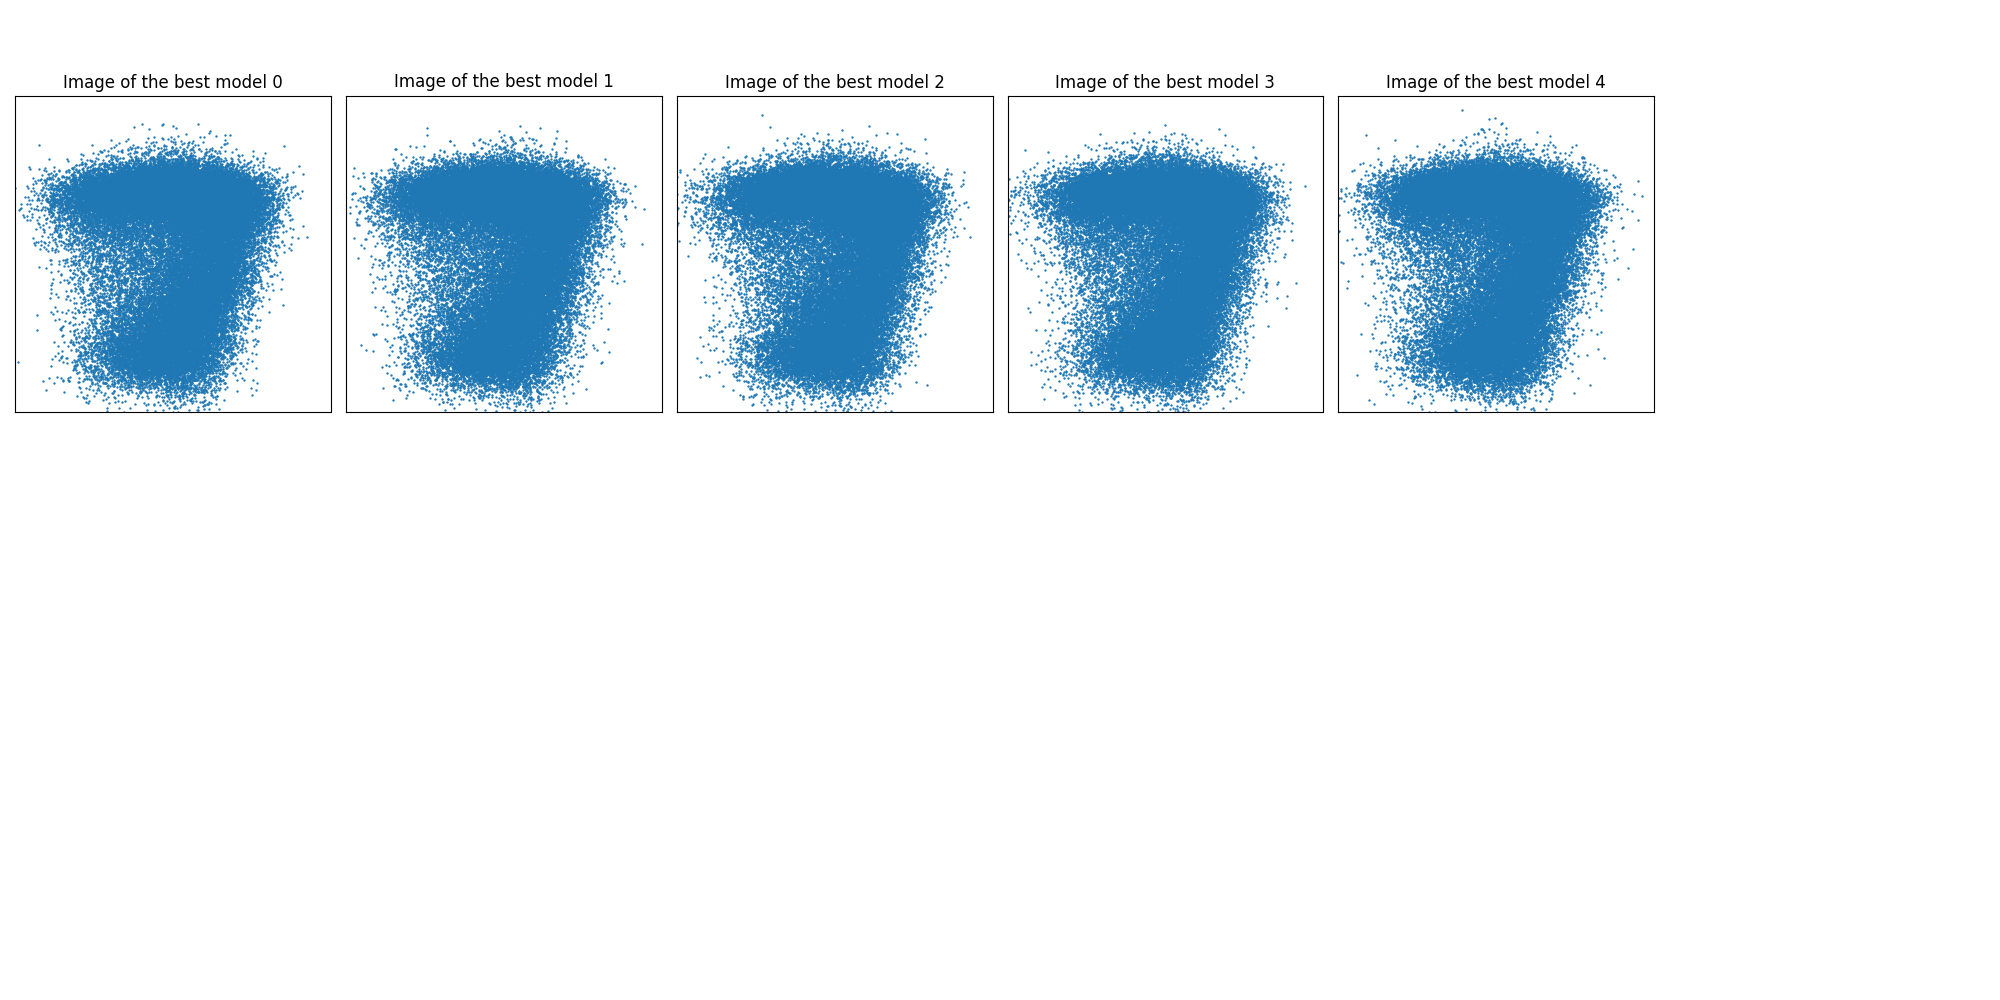 Image of the best model 0
Image of the best model 1
Image of the best model 2
Image of the best model 3
Image of the best model 4